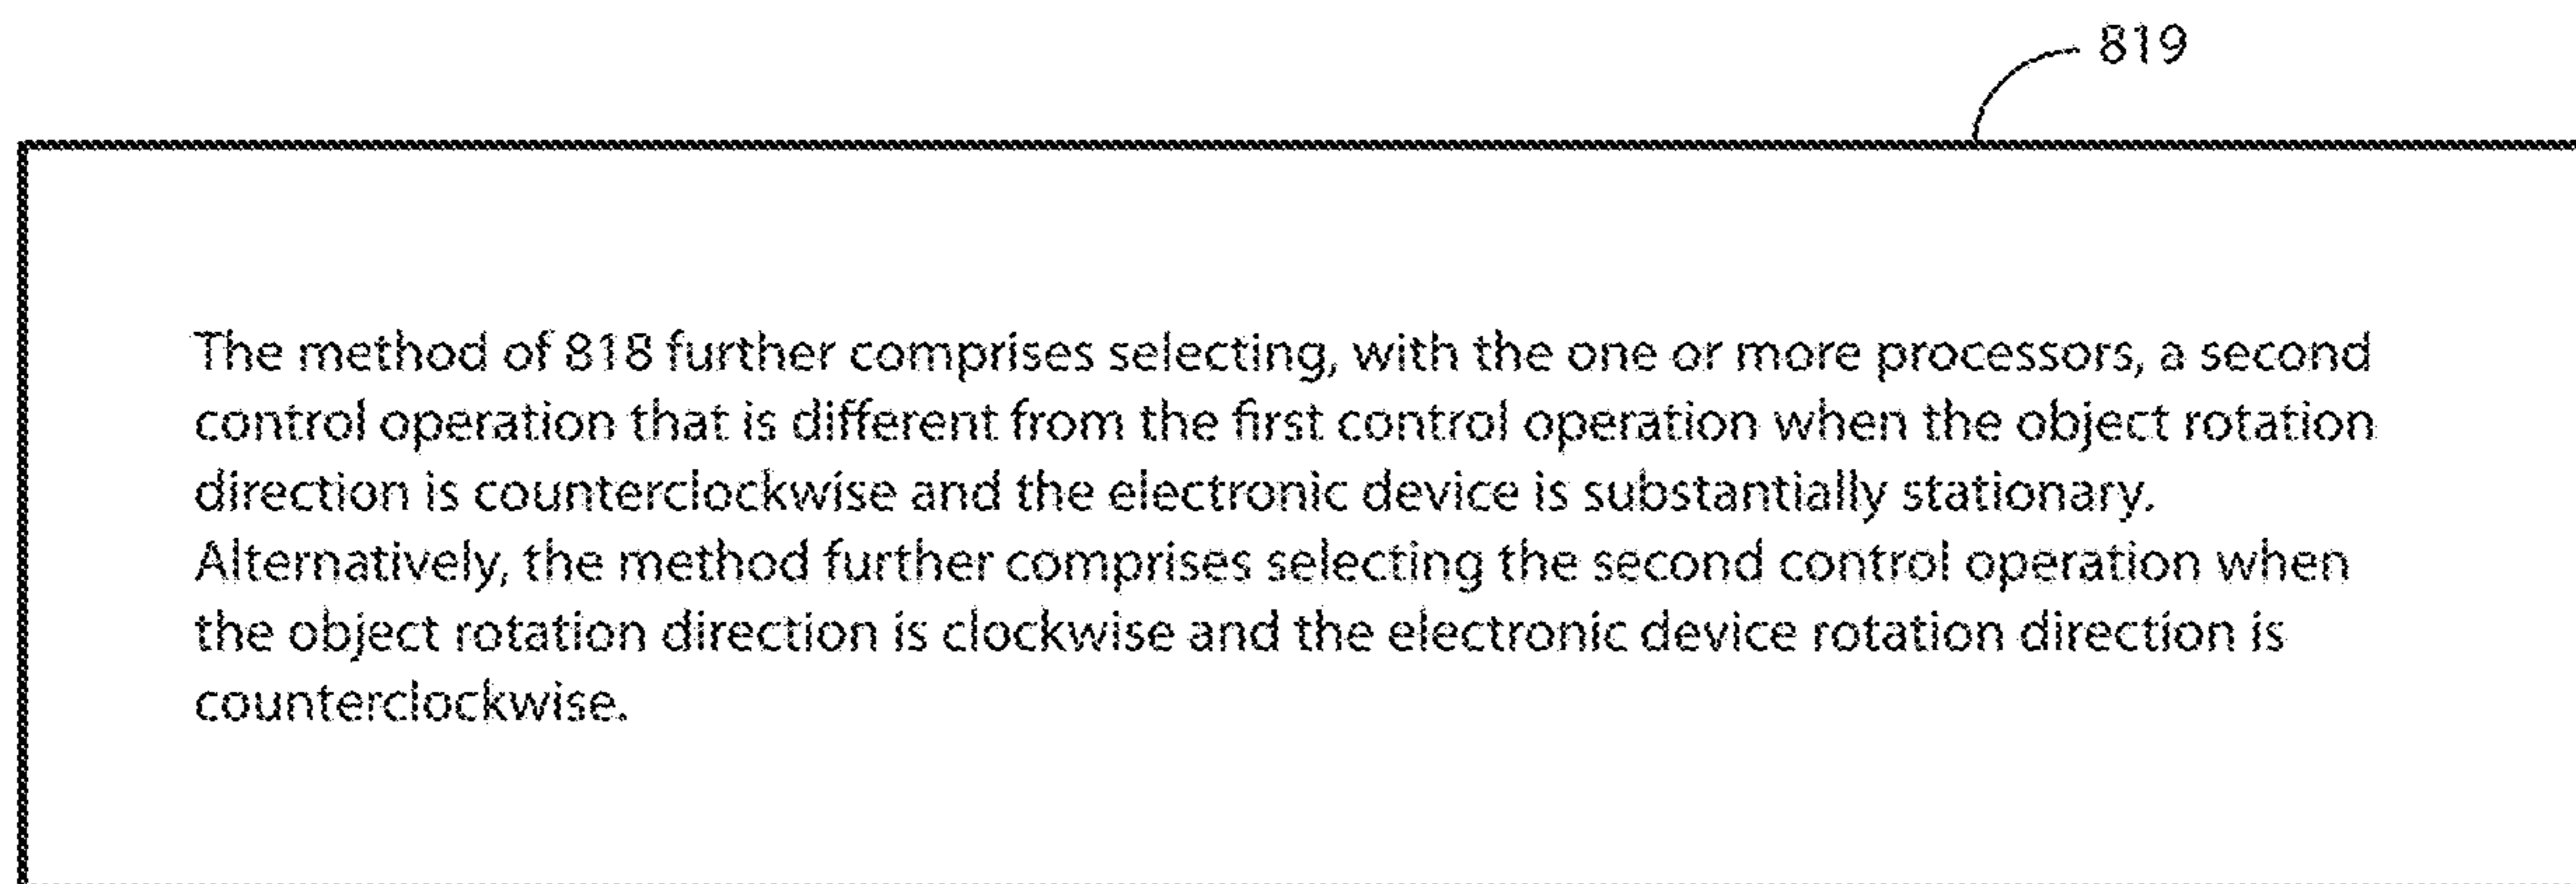 819
The method of 818 further comprises selecting, with the one or more processors, a second
control operation that is different from the first control operation when the object rotation
direction is counterclockwise and the electronic device is substantially stationary.
Alternatively, the method further comprises selecting the second control operation when
the object rotation direction is clockwise and the electronic device rotation direction is
counterclockwise.